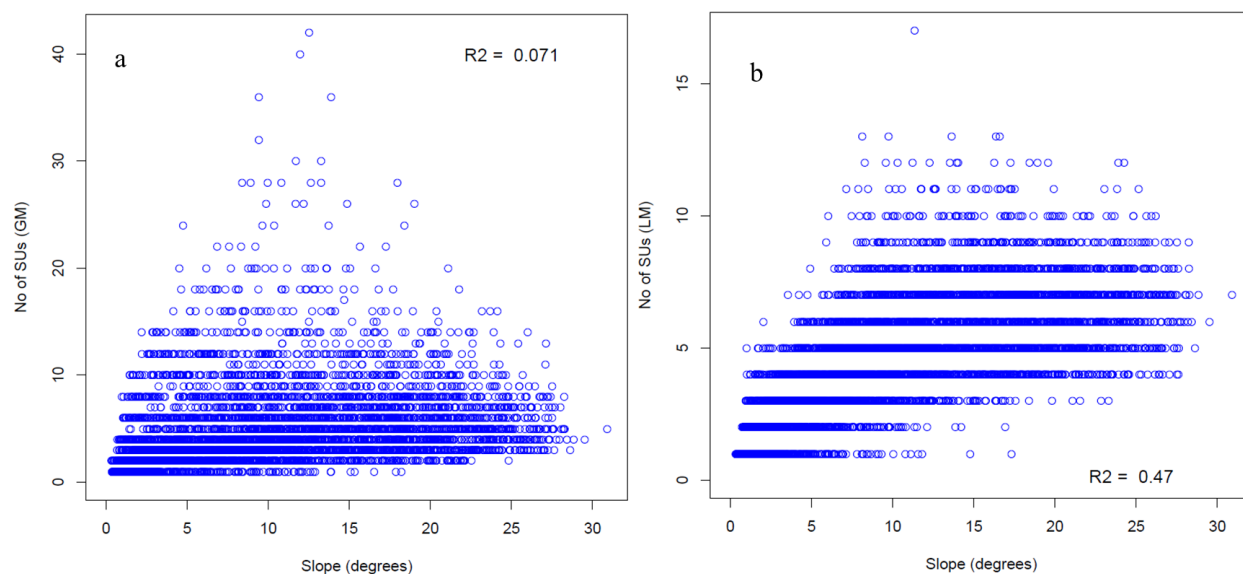 a
R2 = 0.071
No of SUs (GM)
40
30
20
10
0
0 5 10 15 20 25 30
Slope (degrees)
b
R2 = 0.47
No of SUs (LM)
15
10
5
0
0 5 10 15 20 25 30
Slope (degrees)